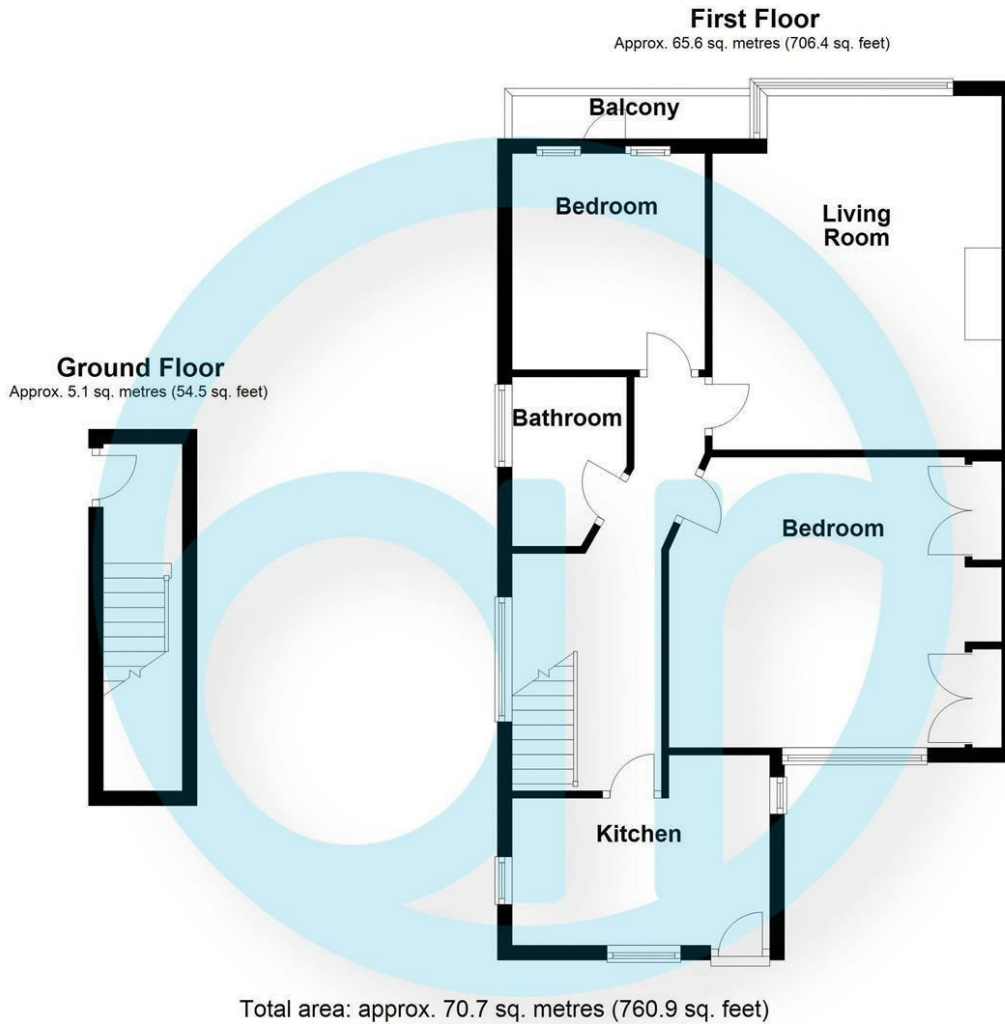 First Floor
Approx. 65.6 sq. metres (706.4 sq. feet)
Balcony
Bedroom
Living
Room
Ground Floor
Approx. 5.1 sq. metres (54.5 sq. feet)
Bathroom
Bedroom
Kitchen
Total area: approx. 70.7 sq. metres (760.9 sq. feet)